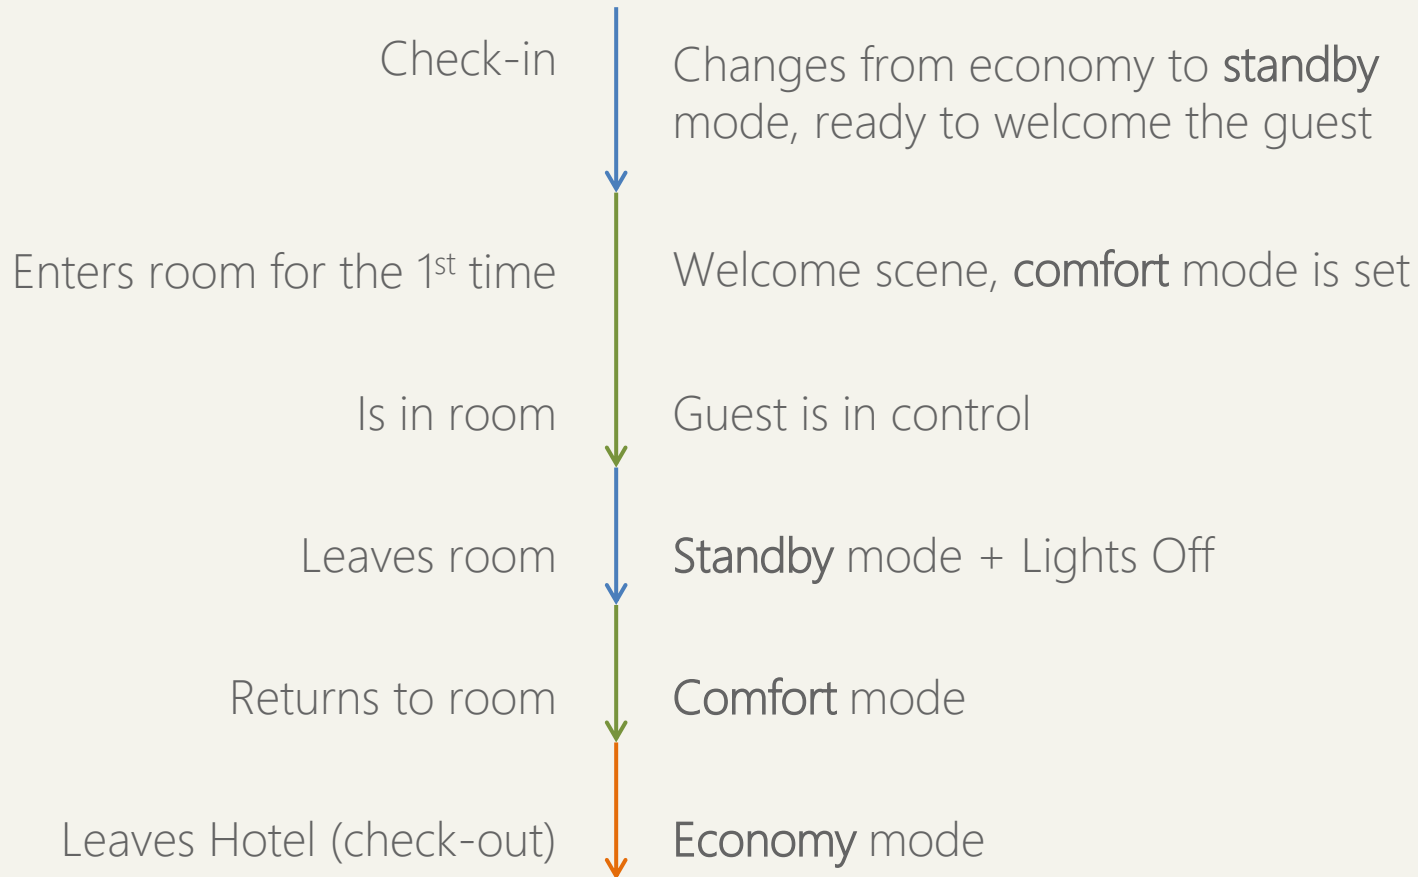 Check-in
Changes from economy to standby
mode, ready to welcome the guest
Enters room for the 1st time
Welcome scene, comfort mode is set
Is in room
Guest is in control
Leaves room
Standby mode + Lights Off
Returns to room
Comfort mode
Leaves Hotel (check-out)
Economy mode